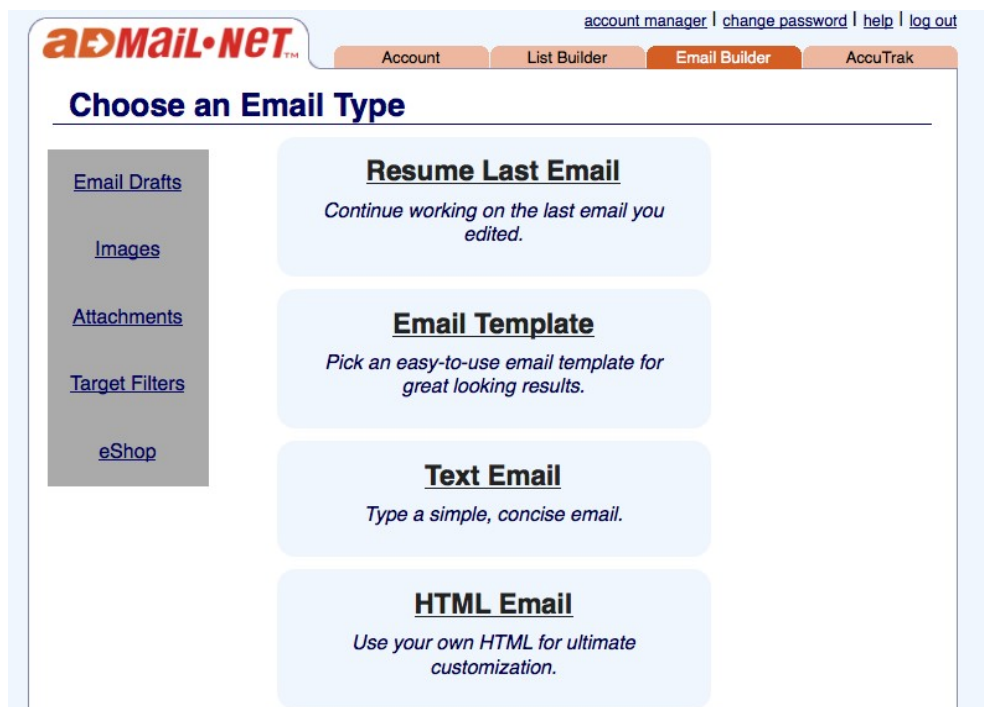 account manager | change password | help | log out
aDMaiL•NeT™
Account List Builder Email Builder AccuTrak
Choose an Email Type
Email Drafts
Images
Attachments
Target Filters
eShop
Resume Last Email
Continue working on the last email you
edited.
Email Template
Pick an easy-to-use email template for
great looking results.
Text Email
Type a simple, concise email.
HTML Email
Use your own HTML for ultimate
customization.